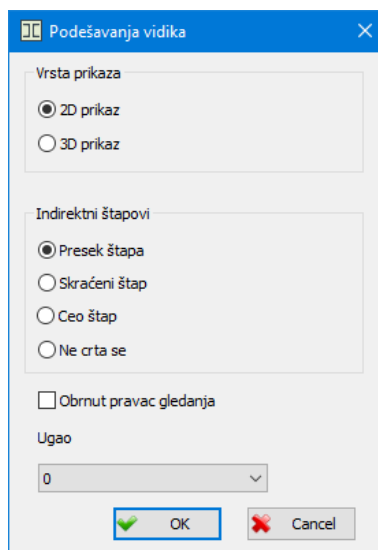 Podešavanja vidika
Vrsta prikaza
2D prikaz
3D prikaz
Indirektni štapovi
Presek štapa
Skraćeni štap
Ceo štap
Ne crta se
Obrnut pravac gledanja
Ugao
0
OK Cancel